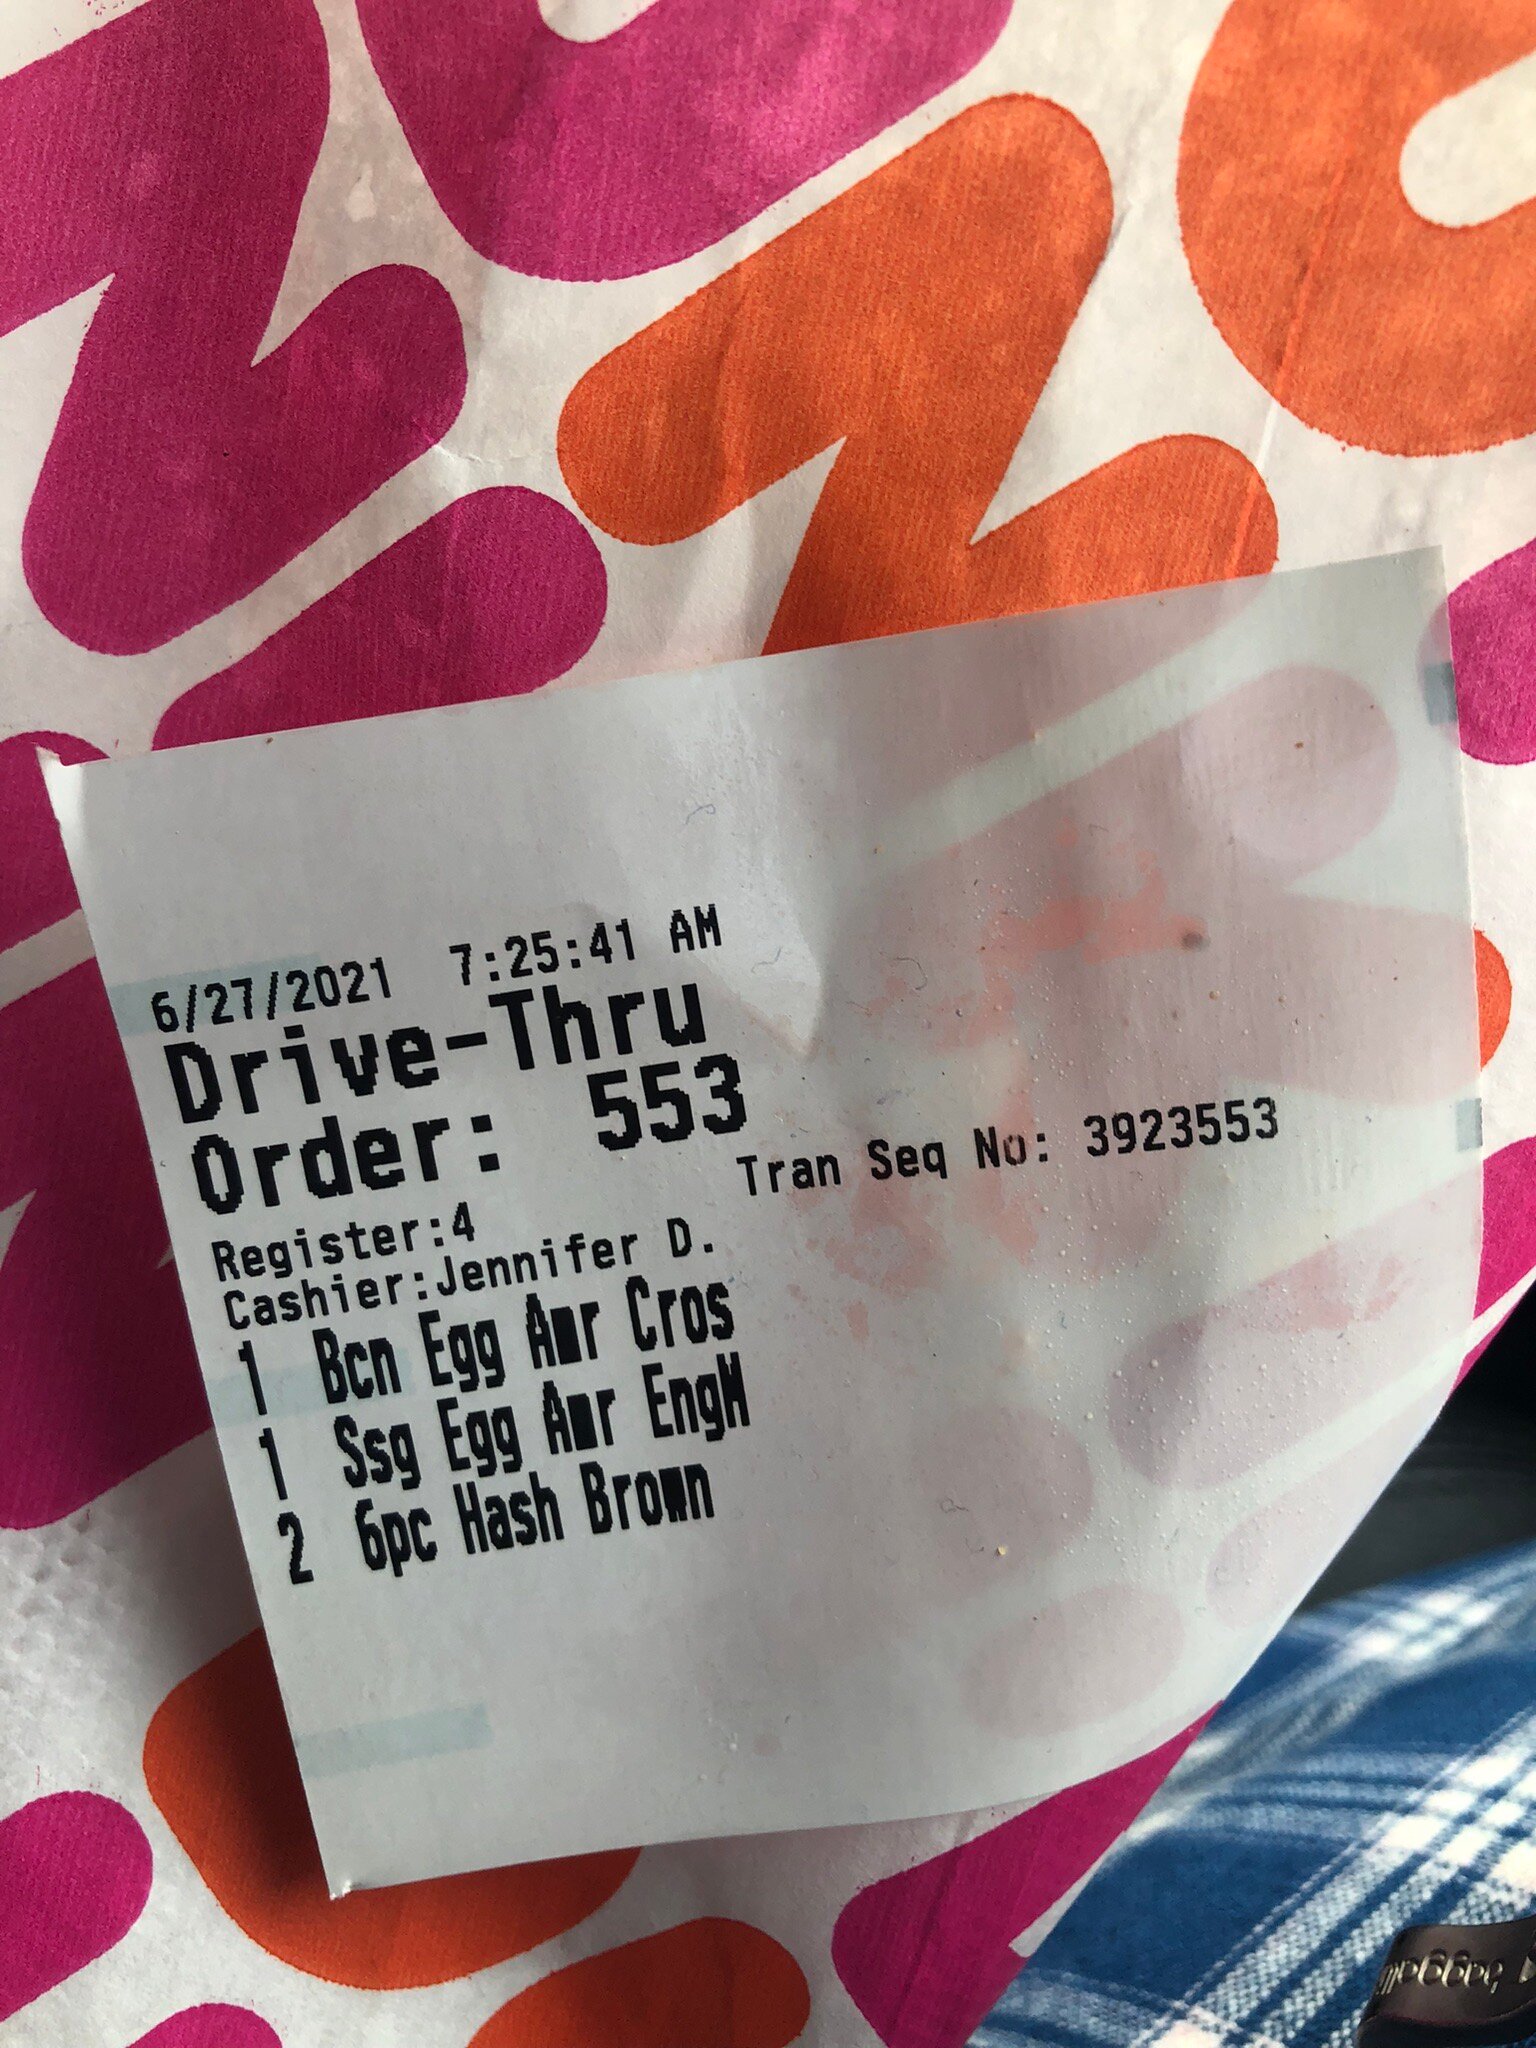 6/27/2021 7:25:41 AM
Drive-Thru
Order: 553
Tran Seq No: 3923553
Register:4
Cashier:Jennifer D.
1 Bcn Egg Amr Cros
1 Ssg Egg Amr EngM
2 6pc Hash Brown
baggallini